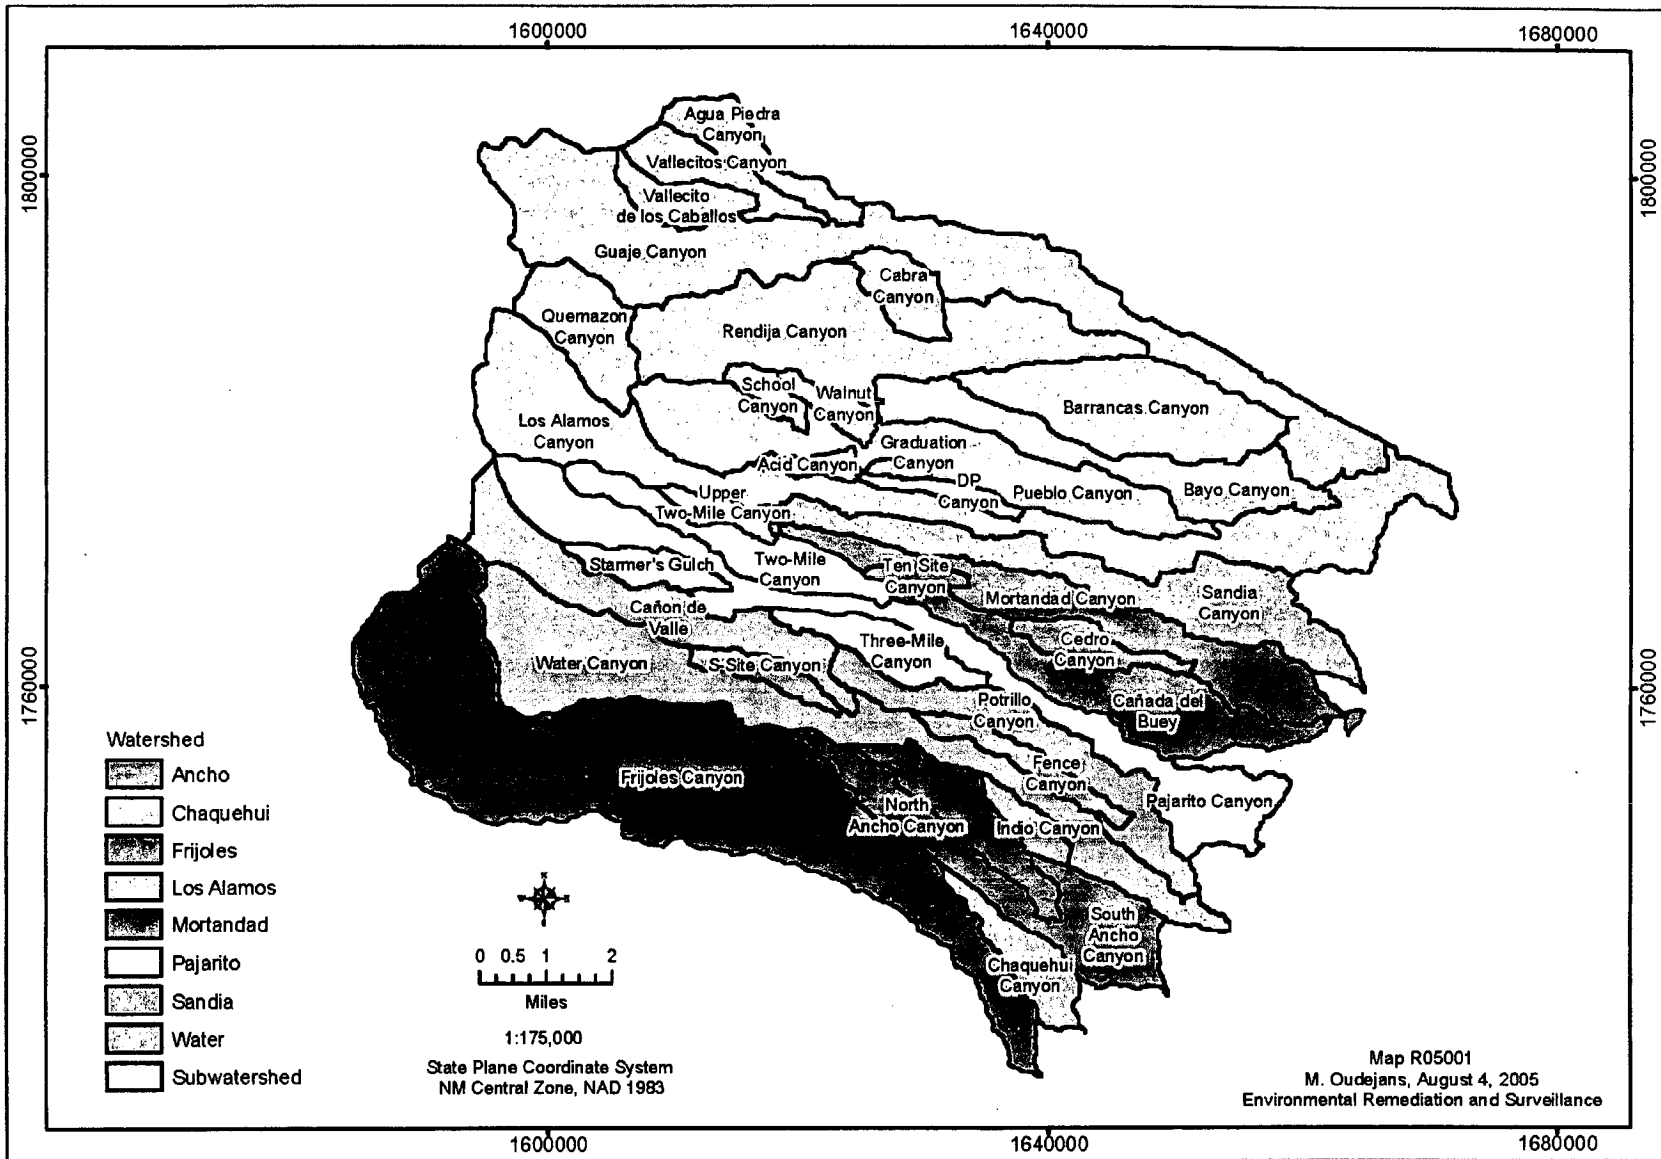 1600000
1640000
1680000
1800000
1800000
1760000
1760000
Agua Piedra
Canyon
Vallecitos Canyon
Vallecito
de los Caballos
Guaje Canyon
Cabra
Canyon
Quemazon
Canyon
Rendija Canyon
School
Canyon
Walnut
Canyon
Barrancas Canyon
Los Alamos
Canyon
Graduation
Canyon
Acid Canyon
DP
Canyon
Pueblo Canyon
Bayo Canyon
Upper
Two-Mile Canyon
Starmer's Gulch
Two-Mile
Canyon
Ten Site
Canyon
Mortandad Canyon
Sandia
Canyon
Cañon de
Valle
Three-Mile
Canyon
Cedro
Canyon
Water Canyon
S-Site Canyon
Potrillo
Canyon
Cañada del
Buey
Fence
Canyon
Frijoles Canyon
North
Ancho Canyon
Indio Canyon
Pajarito Canyon
South
Ancho
Canyon
Chaquehui
Canyon
Watershed
Ancho
Chaquehui
Frijoles
Los Alamos
Mortandad
Pajarito
Sandia
Water
Subwatershed
0 0.5 1 2
Miles
1:175,000
State Plane Coordinate System
NM Central Zone, NAD 1983
Map R05001
M. Oudejans, August 4, 2005
Environmental Remediation and Surveillance
1600000
1640000
1680000